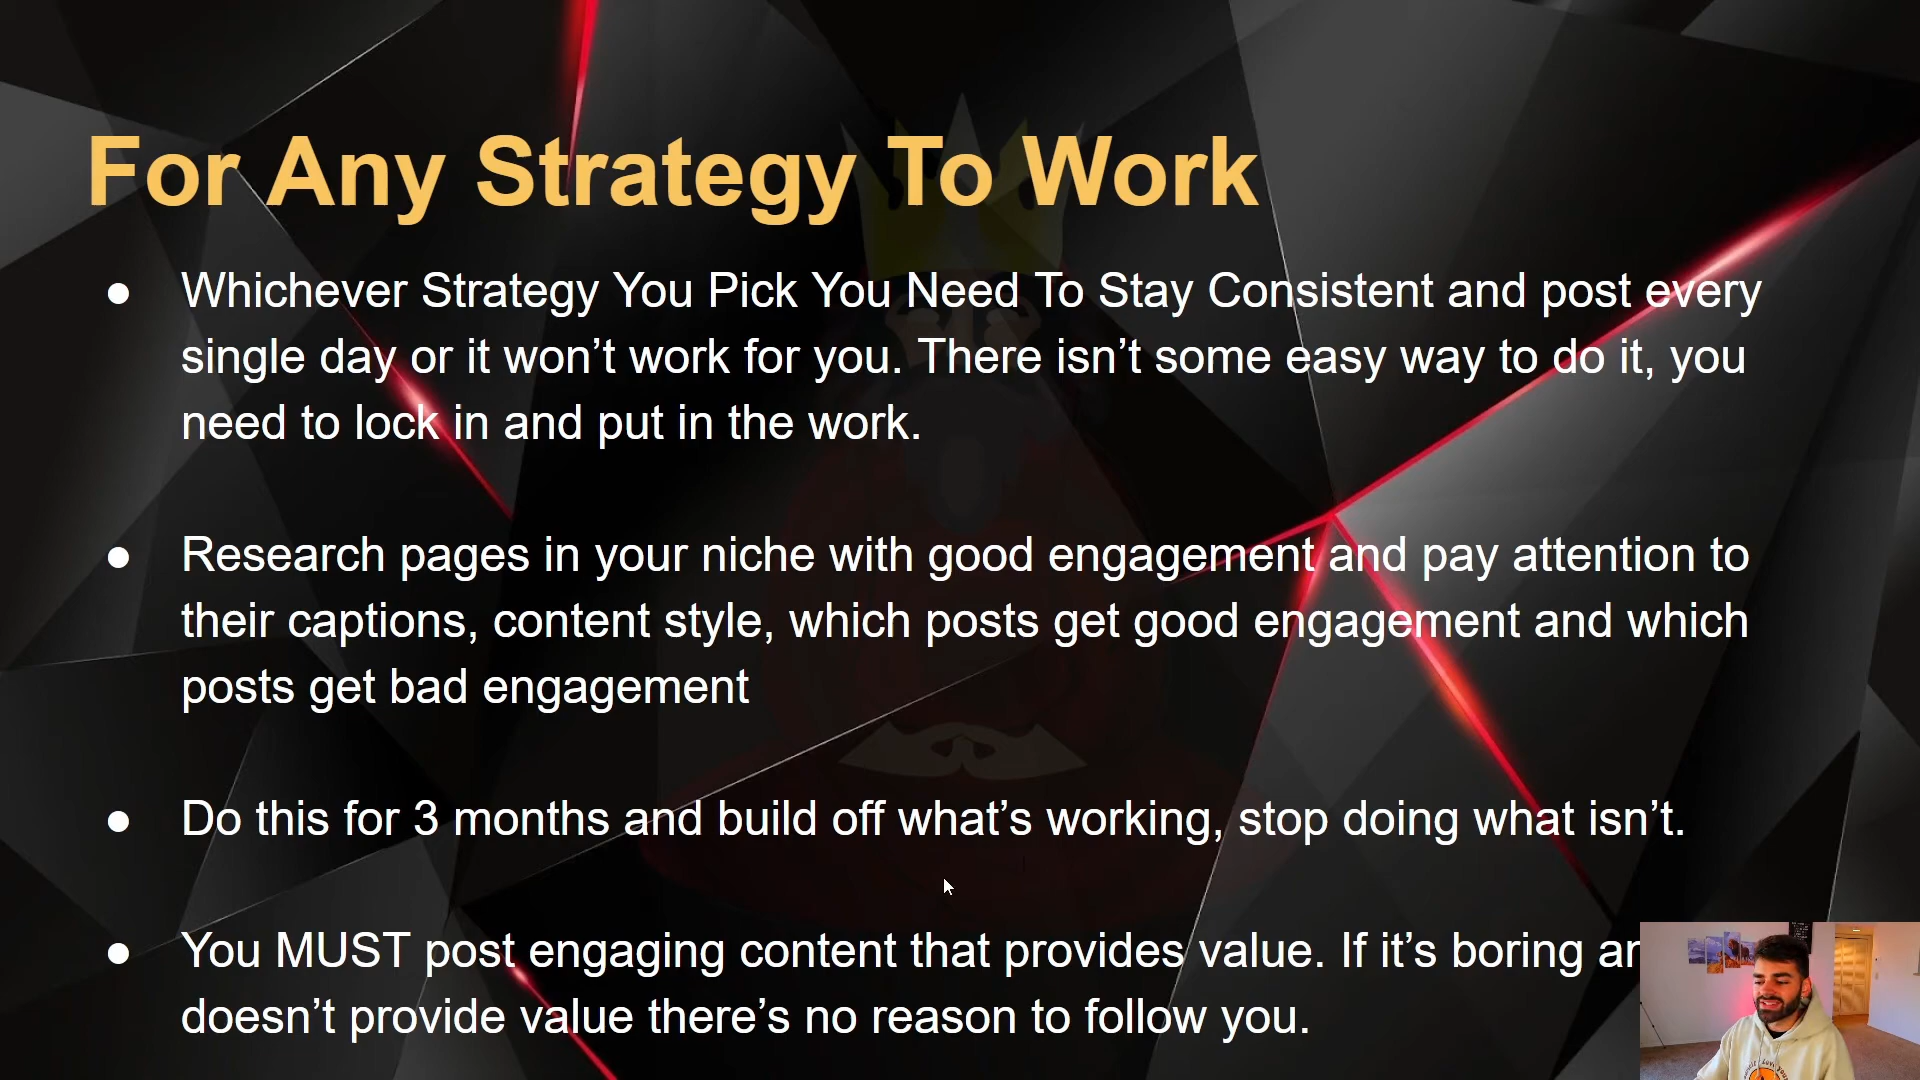 For Any Strategy To Work
● Whichever Strategy You Pick You Need To Stay Consistent and post every
single day or it won’t work for you. There isn’t some easy way to do it, you
need to lock in and put in the work.
● Research pages in your niche with good engagement and pay attention to
their captions, content style, which posts get good engagement and which
posts get bad engagement
● Do this for 3 months and build off what’s working, stop doing what isn’t.
● You MUST post engaging content that provides value. If it’s boring
doesn’t provide value there’s no reason to follow you.